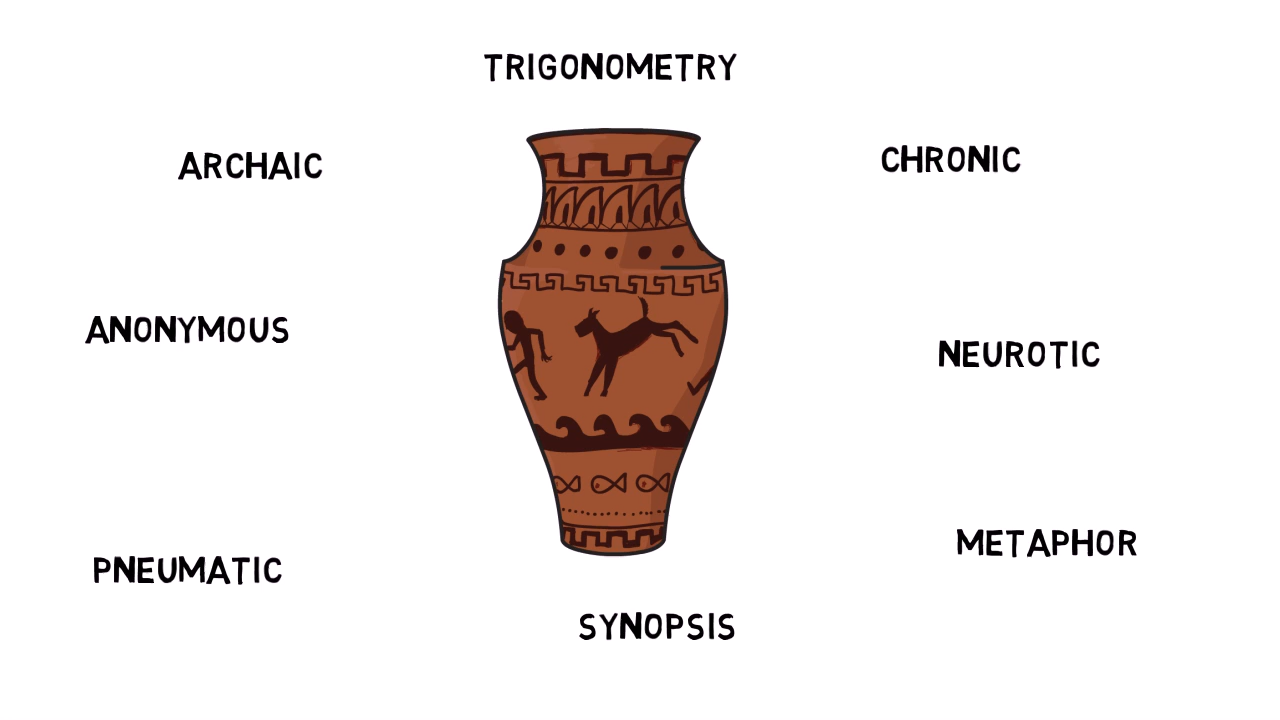 TRIGONOMETRY
ARCHAIC
CHRONIC
ANONYMOUS
NEUROTIC
PNEUMATIC
METAPHOR
SYNOPSIS